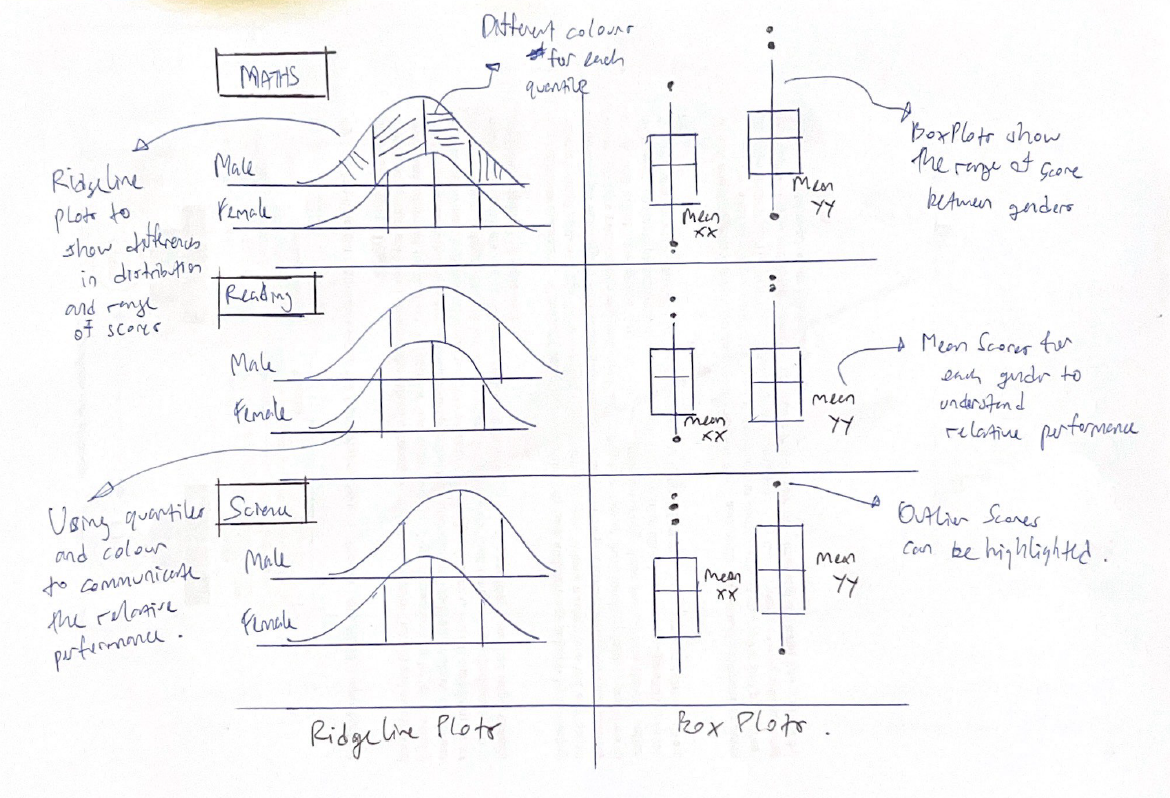 MATHS
Different colours
for each
quantile
Ridgeline
plots to
show differences
in distribution
and range
of scores
Male
Female
Mean
XX
Mean
YY
BoxPlots show
the range of score
between genders
Reading
Male
Female
Mean
XX
Mean
YY
Mean Scores for
each gender to
understand
relative performance
Using quantiles
and colour
to communicate
the relative
performance.
Science
Male
Female
Mean
XX
Mean
YY
Outlier Scores
can be highlighted.
Ridgeline Plots
Box Plots.